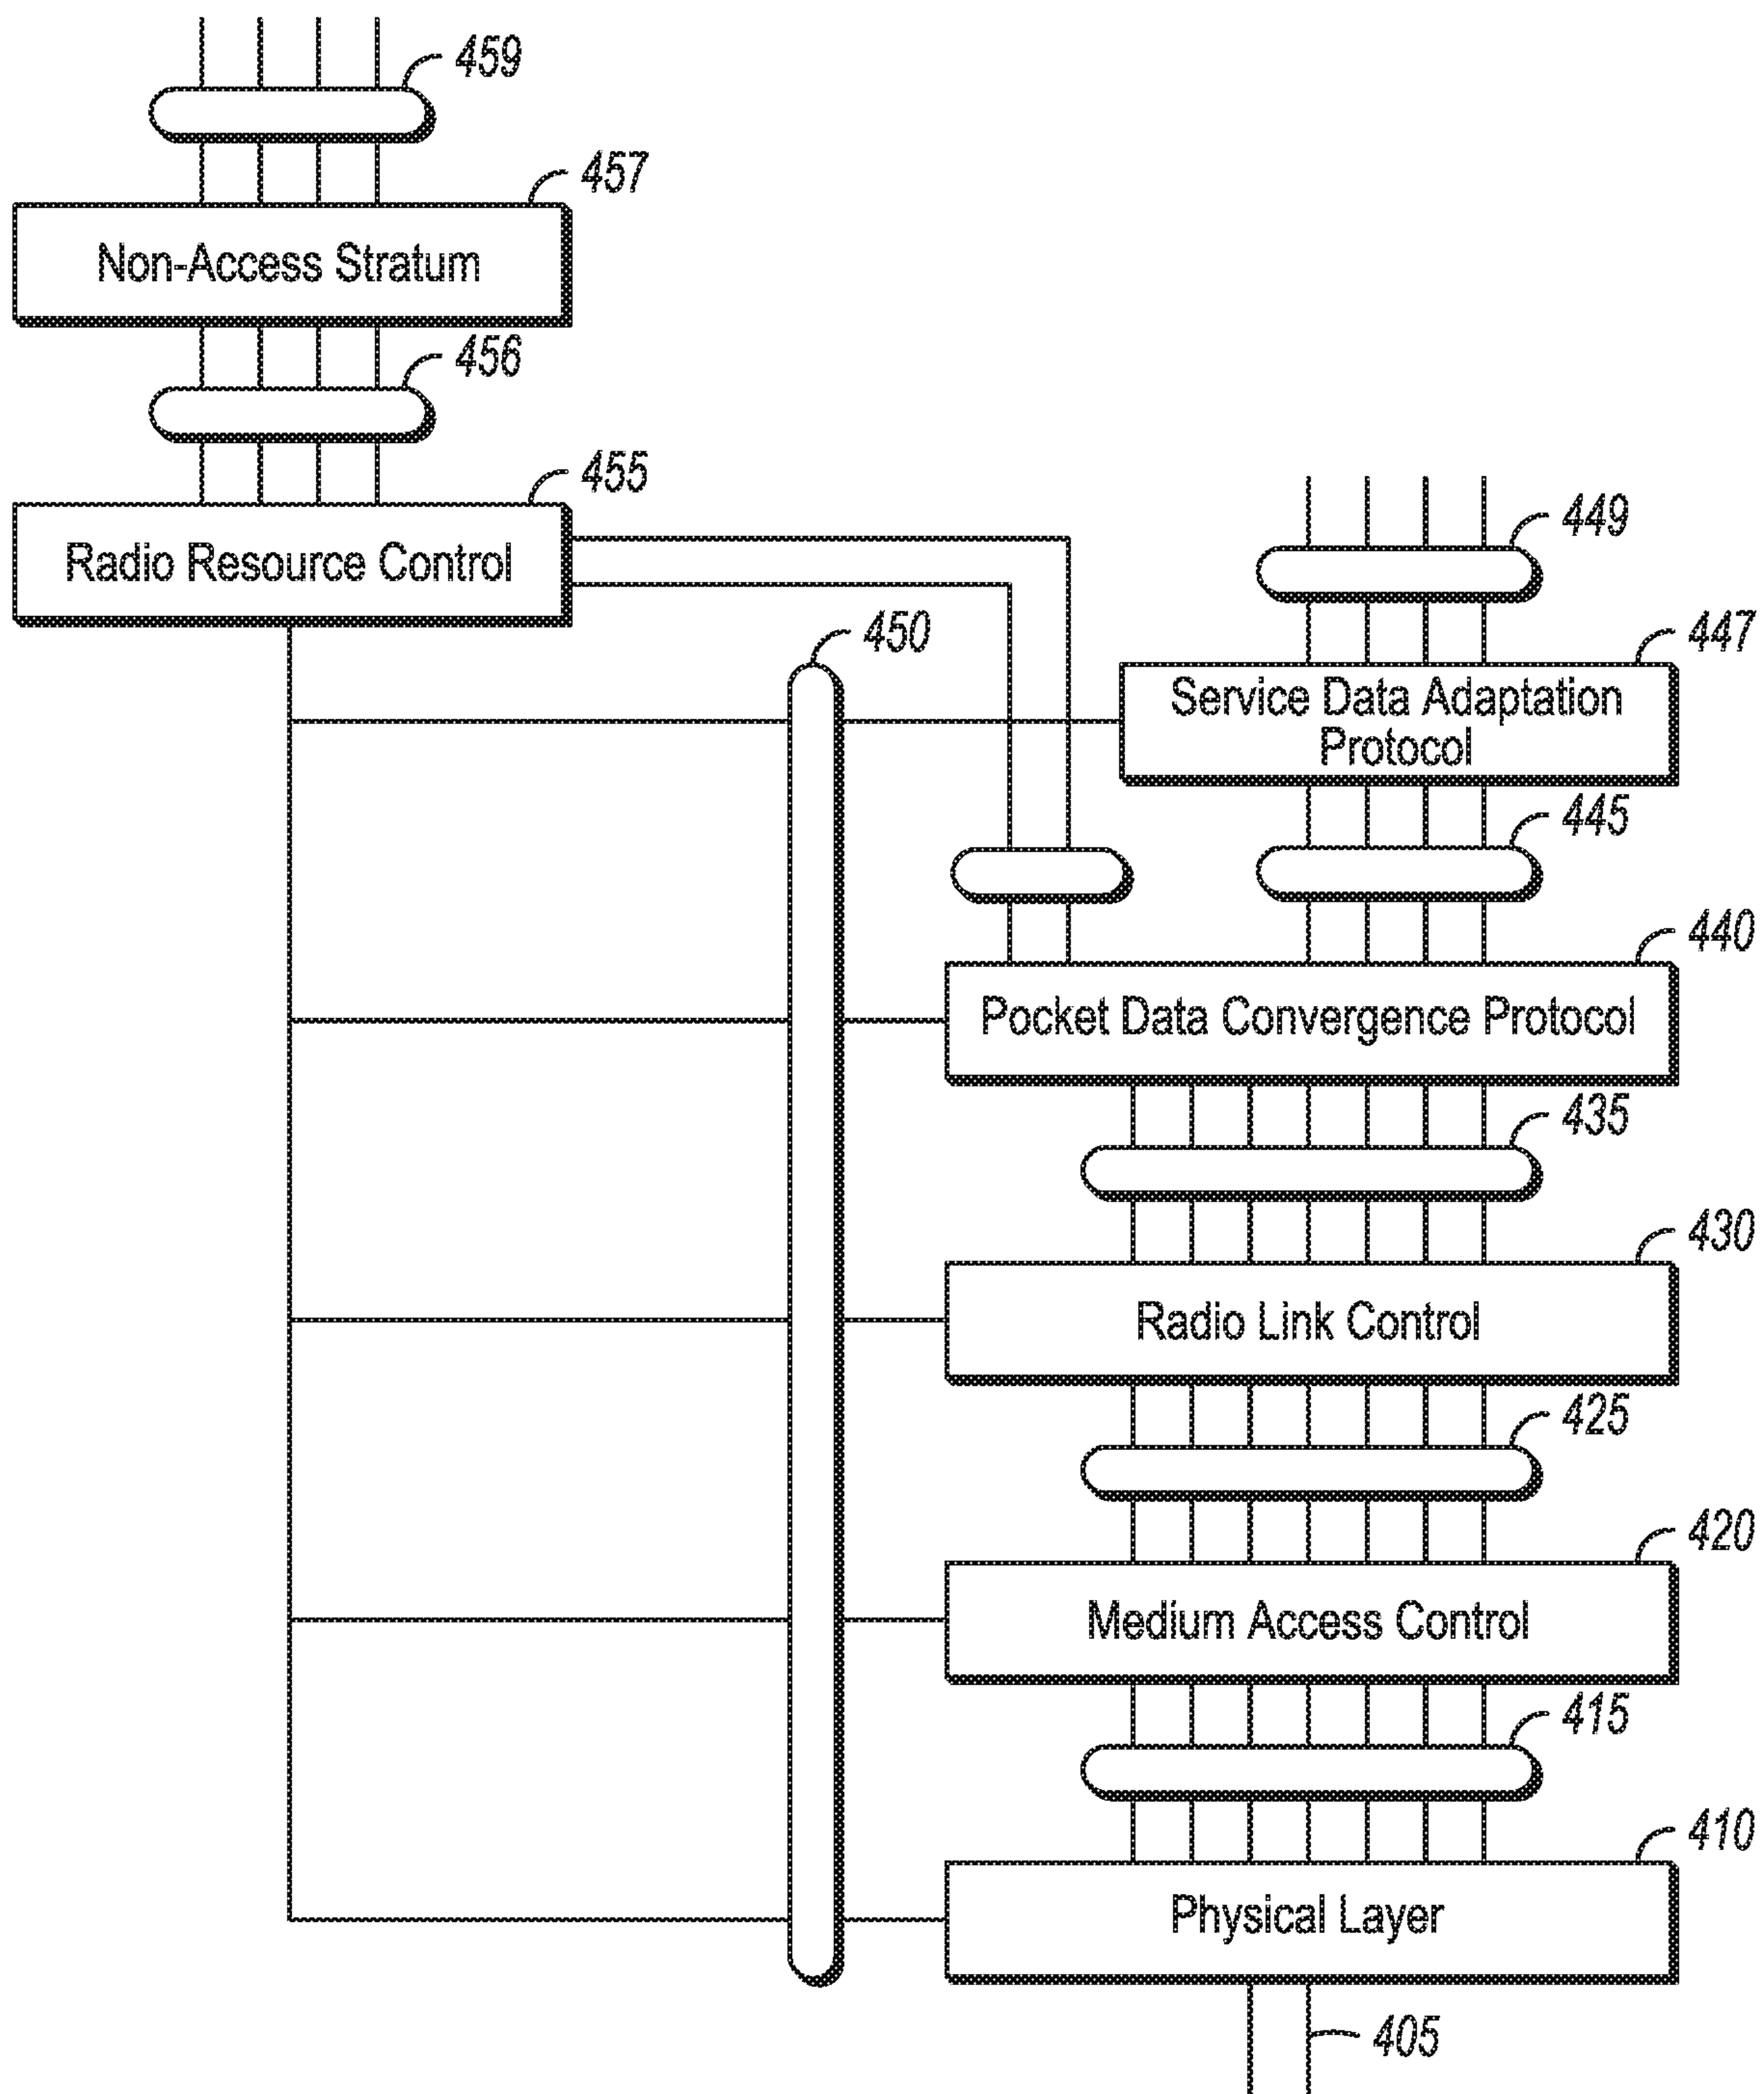 459
457
Non-Access Stratum
456
455
Radio Resource Control
449
450
447
Service Data Adaptation
Protocol
445
440
Pocket Data Convergence Protocol
435
430
Radio Link Control
425
420
Medium Access Control
415
410
Physical Layer
405